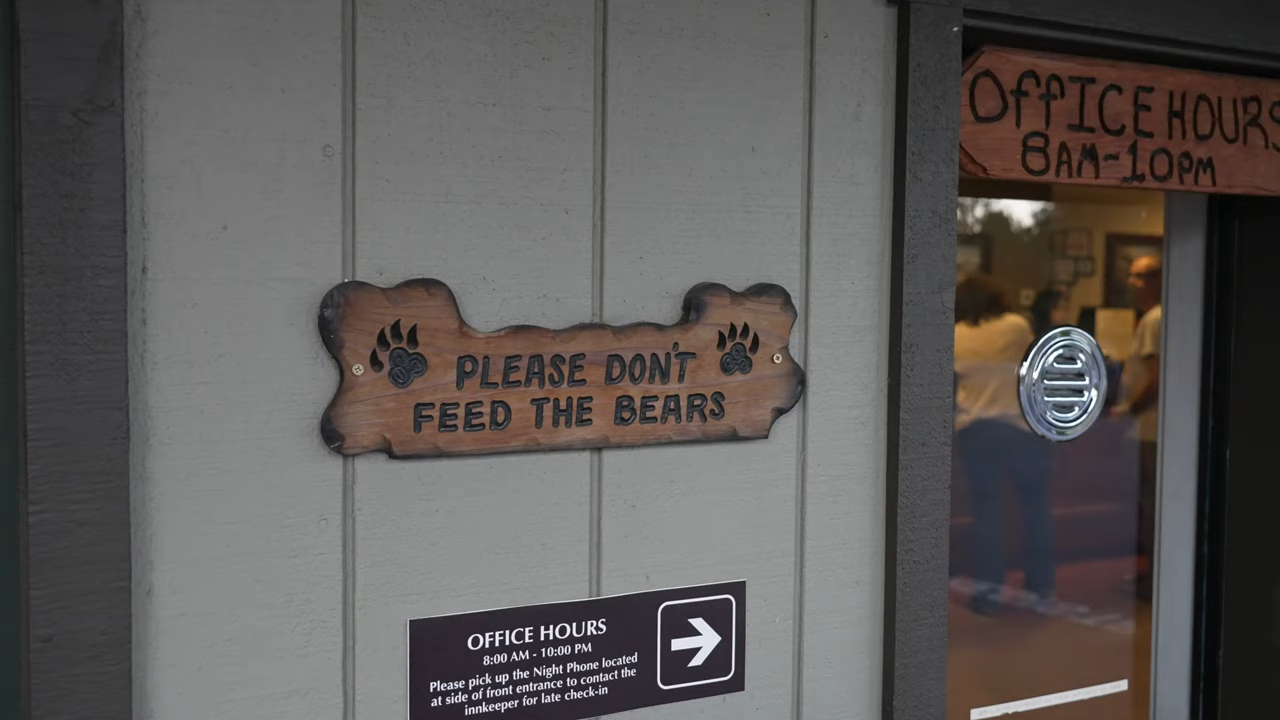 OffICE HOURS
8AM-10PM
PLEASE DON'T
FEED THE BEARS
OFFICE HOURS
8:00 AM - 10:00 PM
Please pick up the Night Phone located
at side of front entrance to contact the
innkeeper for late check-in